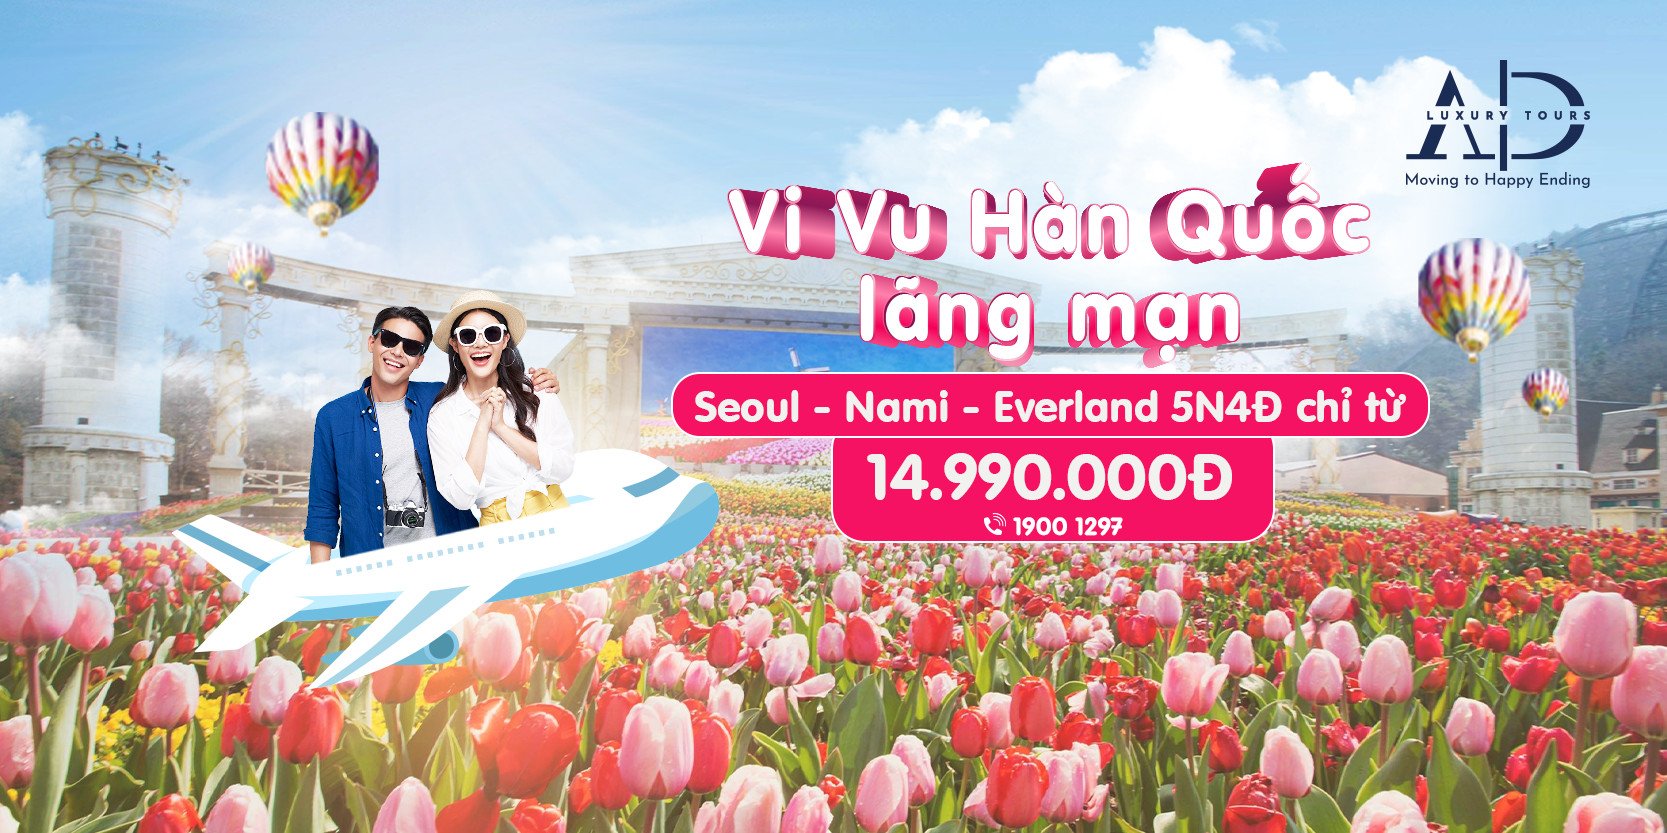 AD
LUXURY TOURS
Moving to Happy Ending
Vi Vu Hàn Quốc
lãng mạn
Seoul - Nami - Everland 5N4Đ chỉ từ
14.990.000Đ
1900 1297